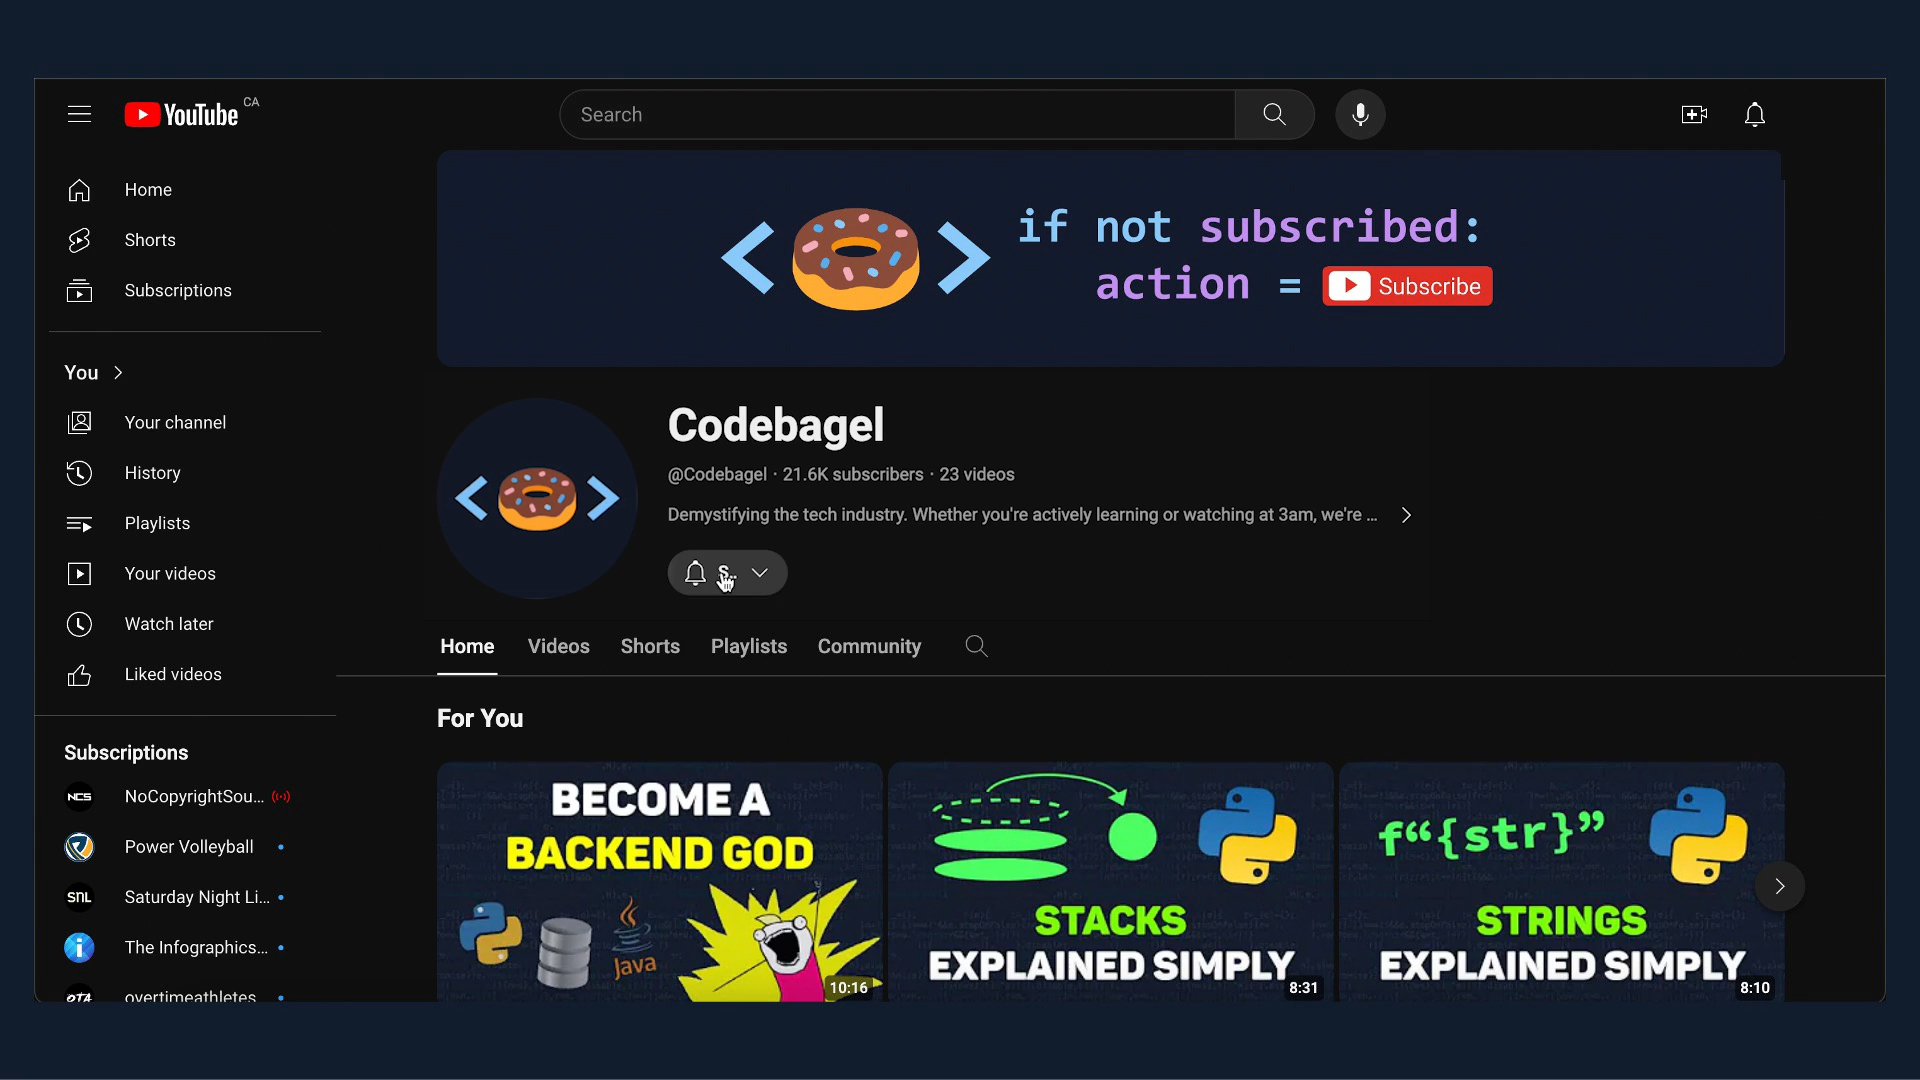 YouTube CA
Search
Home
Shorts
Subscriptions
You
Your channel
History
Playlists
Your videos
Watch later
Liked videos
Subscriptions
NCS
NoCopyrightSou...
Power Volleyball
SNL
Saturday Night Li...
The Infographics...
overtimeathletes
if not subscribed:
action = Subscribe
Codebagel
@Codebagel · 21.6K subscribers · 23 videos
Demystifying the tech industry. Whether you're actively learning or watching at 3am, we're ...
S..
Home
Videos
Shorts
Playlists
Community
For You
BECOME A
BACKEND GOD
Java
10:16
STACKS
EXPLAINED SIMPLY
8:31
f“{str}”
STRINGS
EXPLAINED SIMPLY
8:10